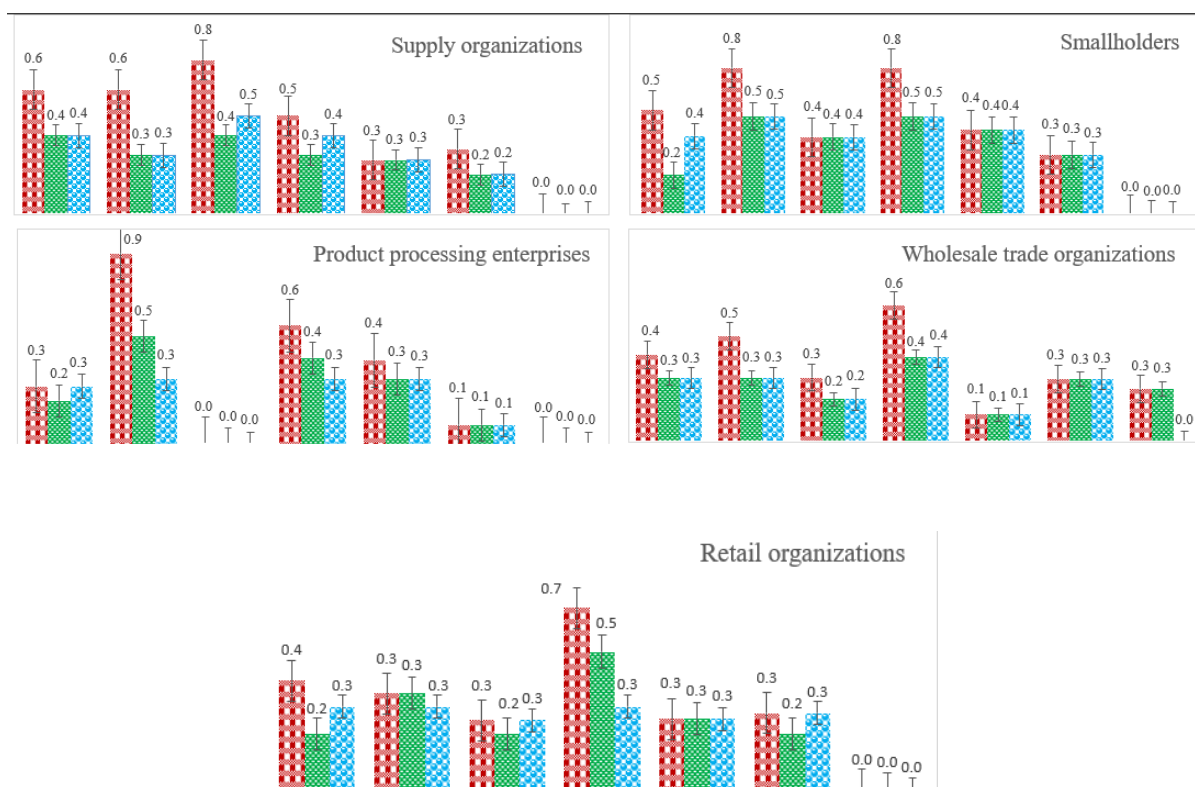 Supply organizations
0.6 0.4 0.4 0.6 0.3 0.3 0.8 0.4 0.5 0.5 0.3 0.4 0.3 0.3 0.3 0.3 0.2 0.2 0.0 0.0 0.0
Smallholders
0.5 0.2 0.4 0.8 0.5 0.5 0.4 0.4 0.4 0.8 0.5 0.5 0.4 0.4 0.4 0.3 0.3 0.3 0.0 0.0 0.0
Product processing enterprises
0.3 0.2 0.3 0.9 0.5 0.3 0.0 0.0 0.0 0.6 0.4 0.3 0.4 0.3 0.3 0.1 0.1 0.1 0.0 0.0 0.0
Wholesale trade organizations
0.4 0.3 0.3 0.5 0.3 0.3 0.3 0.2 0.2 0.6 0.4 0.4 0.1 0.1 0.1 0.3 0.3 0.3 0.3 0.3 0.0
Retail organizations
0.4 0.2 0.3 0.3 0.3 0.3 0.3 0.2 0.3 0.7 0.5 0.3 0.3 0.3 0.3 0.3 0.2 0.3 0.0 0.0 0.0